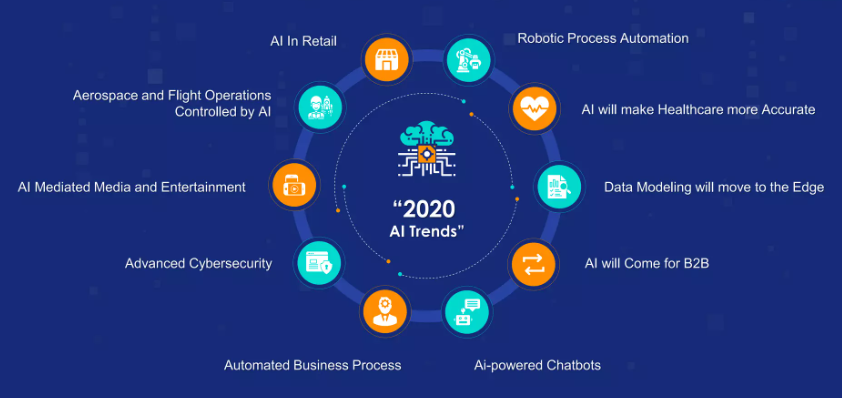 AI In Retail
Robotic Process Automation
Aerospace and Flight Operations
Controlled by AI
AI will make Healthcare more Accurate
AI Mediated Media and Entertainment
Data Modeling will move to the Edge
“2020
AI Trends”
Advanced Cybersecurity
AI will Come for B2B
Automated Business Process
Ai-powered Chatbots